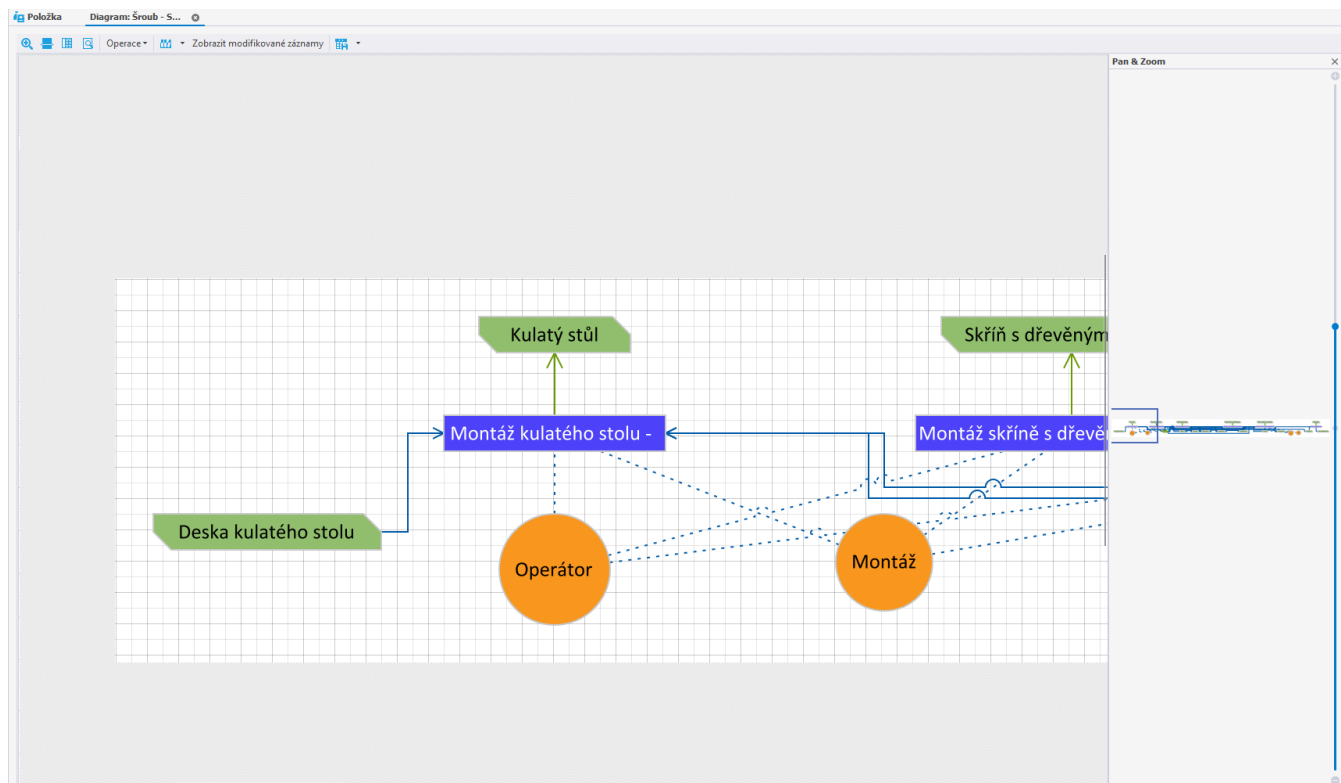 Položka
Diagram: Šroub - S...
Operace
Zobrazit modifikované záznamy
Pan & Zoom
Kulatý stůl
Skříň s dřevěným
Montáž kulatého stolu -
Montáž skříně s dřevě
Deska kulatého stolu
Operátor
Montáž